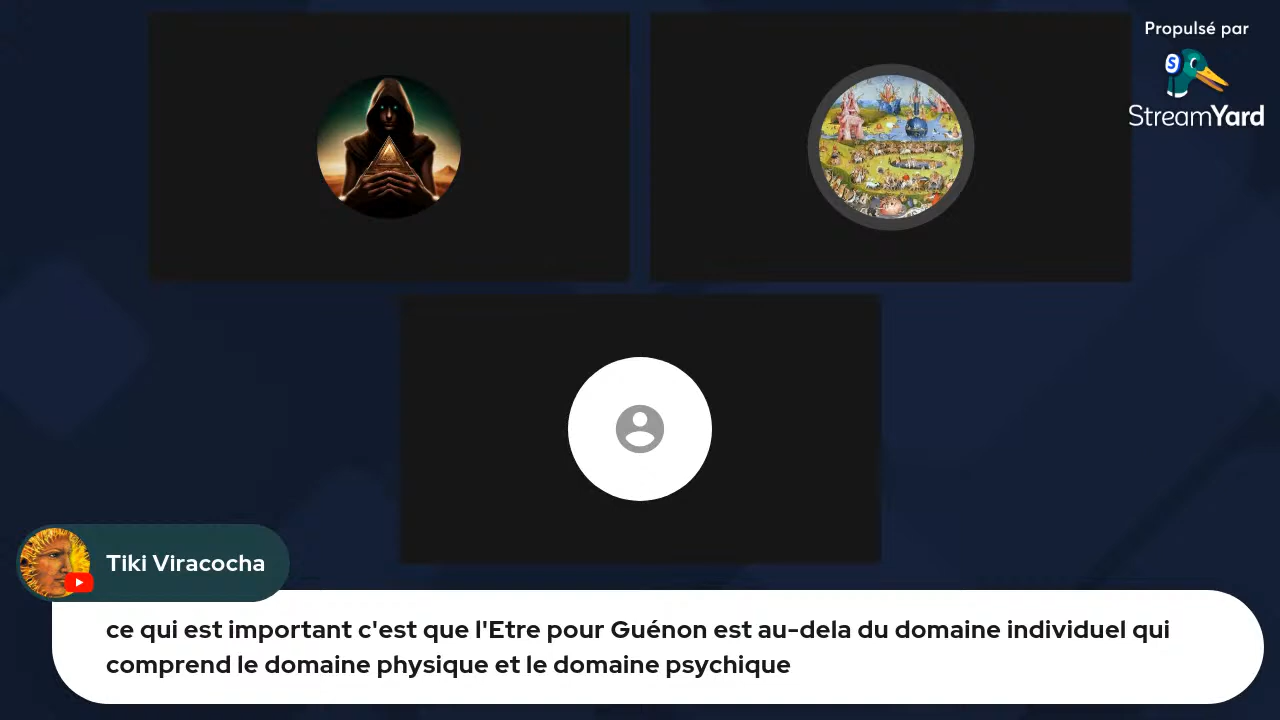 Propulsé par
StreamYard
Tiki Viracocha
ce qui est important c'est que l'Etre pour Guénon est au-dela du domaine individuel qui
comprend le domaine physique et le domaine psychique